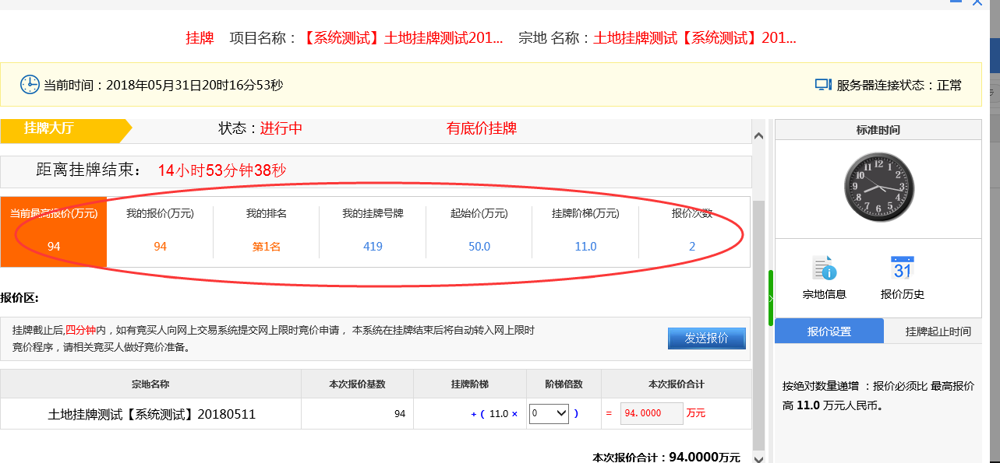 挂牌 项目名称：【系统测试】土地挂牌测试201... 宗地 名称：土地挂牌测试【系统测试】201...
当前时间：2018年05月31日20时16分53秒 服务器连接状态：正常
挂牌大厅 状态：进行中 有底价挂牌
距离挂牌结束： 14小时53分钟38秒
当前最高报价(万元) 我的报价(万元) 我的排名 我的挂牌号牌 起始价(万元) 挂牌阶梯(万元) 报价次数
94 94 第1名 419 50.0 11.0 2
报价区:
挂牌截止后,四分钟内，如有竞买人向网上交易系统提交网上限时竞价申请， 本系统在挂牌结束后将自动转入网上限时
竞价程序，请相关竞买人做好竞价准备。
发送报价
宗地名称 本次报价基数 挂牌阶梯 阶梯倍数 本次报价合计
土地挂牌测试【系统测试】20180511 94 + ( 11.0 × 0 ) = 94.0000 万元
本次报价合计：94.0000万元
标准时间
12 1 2 3 4 5 6 7 8 9 10 11
宗地信息 31 报价历史
报价设置 挂牌起止时间
按绝对数量递增 ：报价必须比 最高报价
高 11.0 万元人民币。